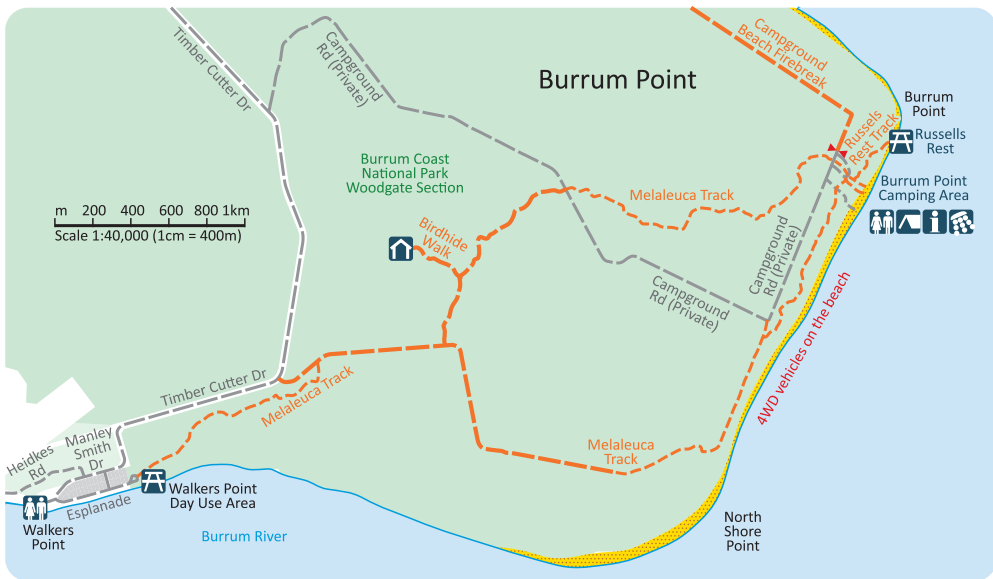 Burrum Point
Timber Cutter Dr
Campground
Rd (Private)
Campground
Beach Firebreak
Burrum
Point
Russells
Rest
Russels
Rest Track
Burrum Point
Camping Area
Burrum Coast
National Park
Woodgate Section
Melaleuca Track
m 200 400 600 800 1km
Scale 1:40,000 (1cm = 400m)
Birdhide
Walk
Campground
Rd (Private)
Campground
Rd (Private)
4WD vehicles on the beach
Timber Cutter Dr
Melaleuca Track
Melaleuca
Track
Heidkes
Rd
Manley
Smith
Dr
Esplanade
Walkers Point
Day Use Area
Walkers
Point
Burrum River
North
Shore
Point